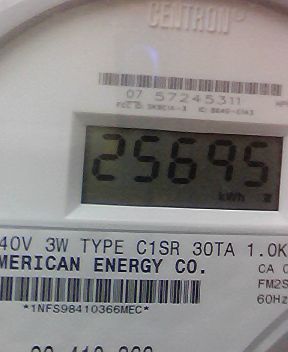 CENTRON®
07 57245311
25695
kWh
40V 3W TYPE C1SR 30TA 1.0K
MERICAN ENERGY CO.
CA
FM2S
60Hz
*1NFS98410366MEC*